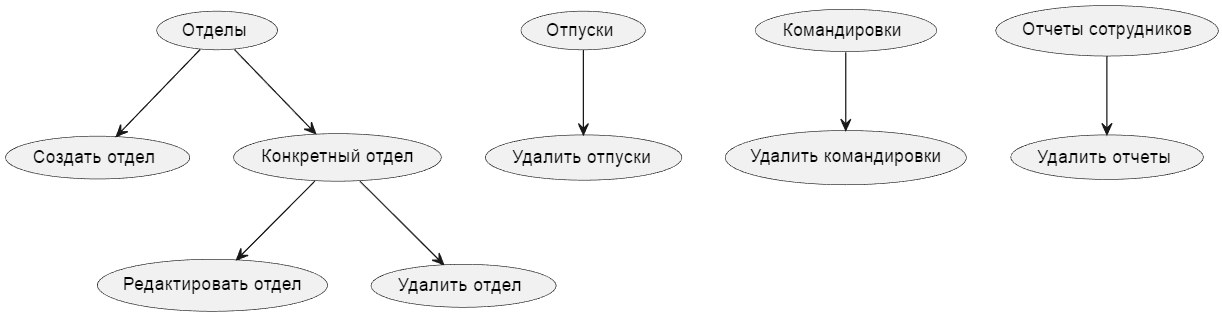 Отделы
Отпуски
Командировки
Отчеты сотрудников
Создать отдел
Конкретный отдел
Удалить отпуски
Удалить командировки
Удалить отчеты
Редактировать отдел
Удалить отдел